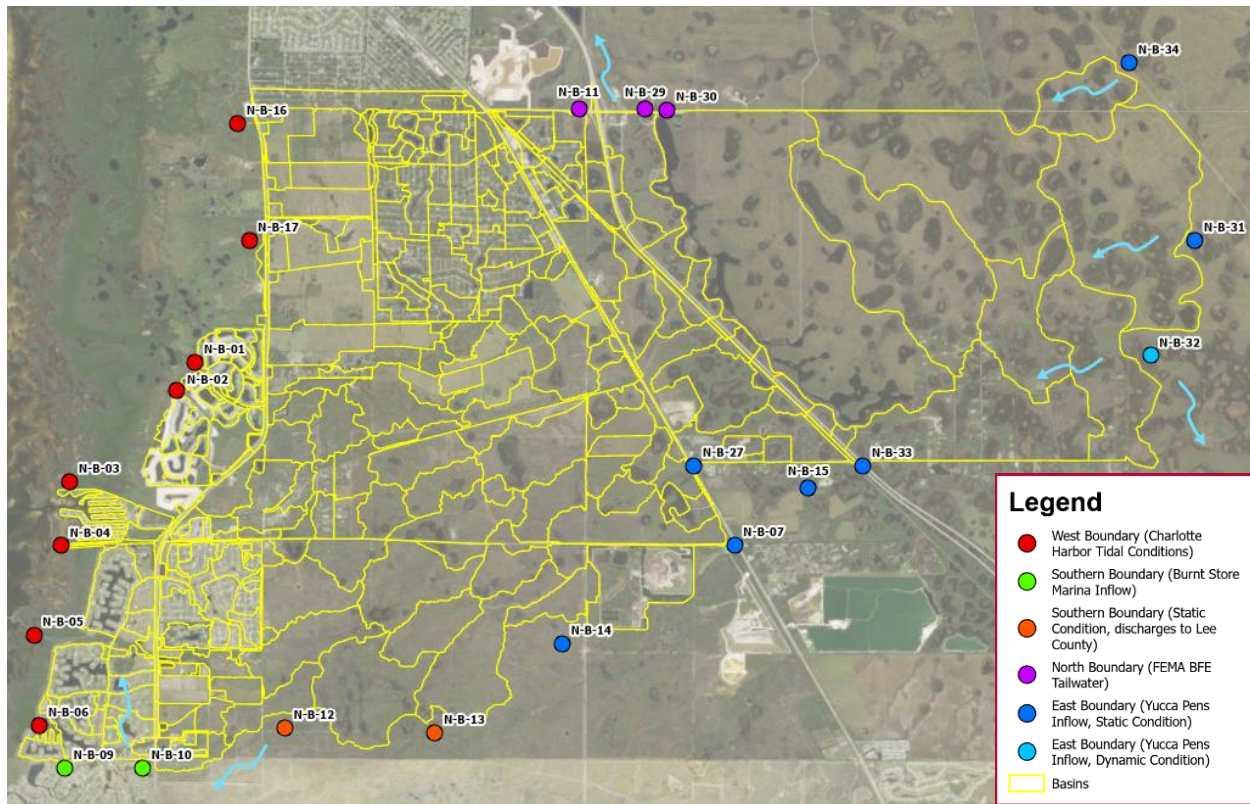 N-B-34
N-B-11
N-B-29
N-B-30
N-B-16
N-B-17
N-B-31
N-B-32
N-B-01
N-B-02
N-B-27
N-B-33
N-B-03
N-B-15
N-B-04
N-B-07
N-B-05
N-B-14
N-B-06
N-B-12
N-B-13
N-B-09
N-B-10
Legend
West Boundary (Charlotte
Harbor Tidal Conditions)
Southern Boundary (Burnt Store
Marina Inflow)
Southern Boundary (Static
Condition, discharges to Lee
County)
North Boundary (FEMA BFE
Tailwater)
East Boundary (Yucca Pens
Inflow, Static Condition)
East Boundary (Yucca Pens
Inflow, Dynamic Condition)
Basins